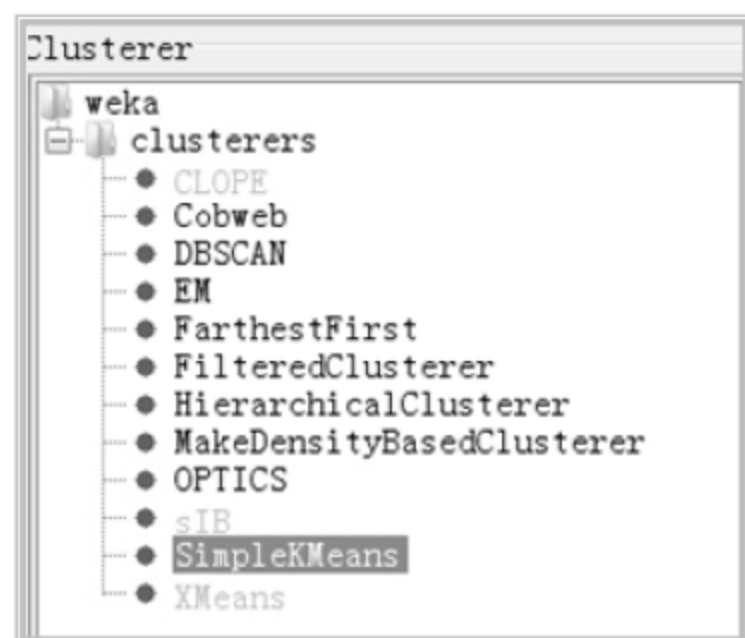 Clusterer
weka
clusterers
CLOPE
Cobweb
DBSCAN
EM
FarthestFirst
FilteredClusterer
HierarchicalClusterer
MakeDensityBasedClusterer
OPTICS
sIB
SimpleKMeans
XMeans